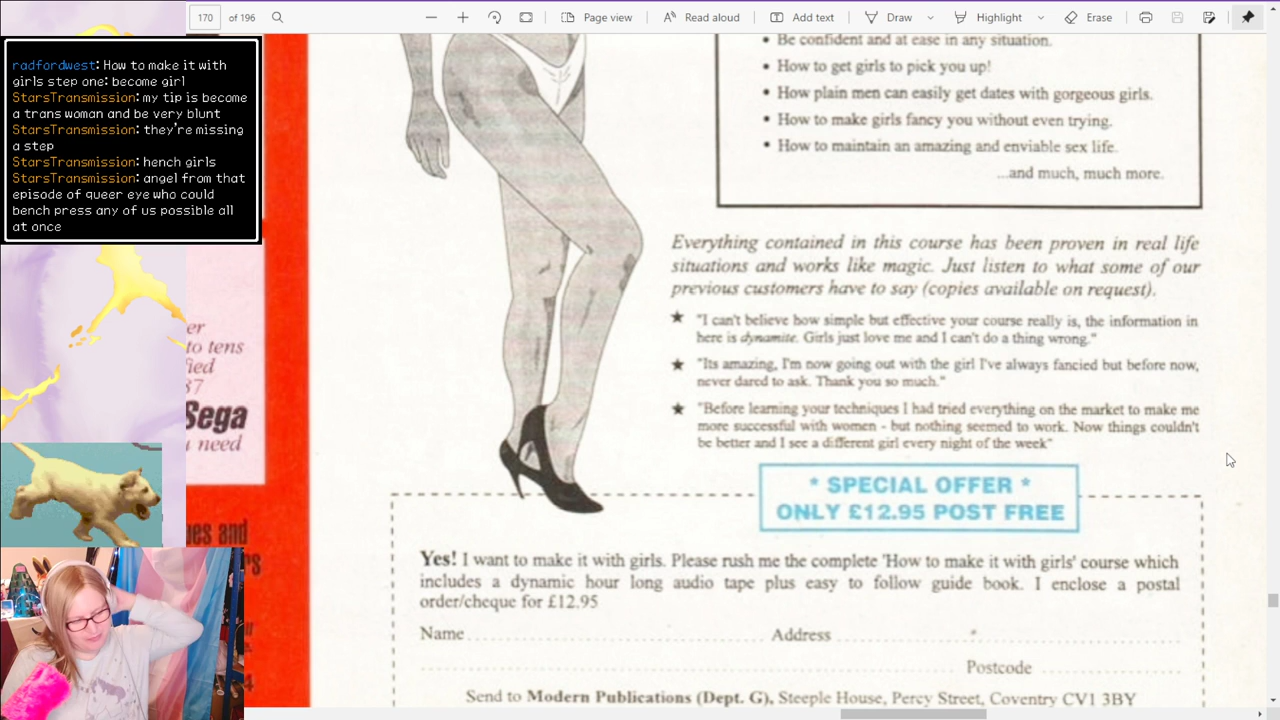 170 of 196
Page view
Read aloud
Add text
Draw
Highlight
Erase
radfordwest: How to make it with
girls step one: become girl
StarsTransmission: my tip is become
a trans woman and be very blunt
StarsTransmission: they're missing
a step
StarsTransmission: hench girls
StarsTransmission: angel from that
episode of queer eye who could
bench press any of us possible all
at once
to tens
Sega
need
• Be confident and at ease in any situation.
• How to get girls to pick you up!
• How plain men can easily get dates with gorgeous girls.
• How to make girls fancy you without even trying.
• How to maintain an amazing and enviable sex life.
...and much, much more.
Everything contained in this course has been proven in real life
situations and works like magic. Just listen to what some of our
previous customers have to say (copies available on request).
★ "I can't believe how simple but effective your course really is, the information in
here is dynamite. Girls just love me and I can't do a thing wrong."
★ "Its amazing, I'm now going out with the girl I've always fancied but before now,
never dared to ask. Thank you so much."
★ "Before learning your techniques I had tried everything on the market to make me
more successful with women - but nothing seemed to work. Now things couldn't
be better and I see a different girl every night of the week"
* SPECIAL OFFER *
ONLY £12.95 POST FREE
Yes! I want to make it with girls. Please rush me the complete 'How to make it with girls' course which
includes a dynamic hour long audio tape plus easy to follow guide book. I enclose a postal
order/cheque for £12.95
Name Address
Postcode
Send to Modern Publications (Dept. G), Steeple House, Percy Street, Coventry CV1 3BY